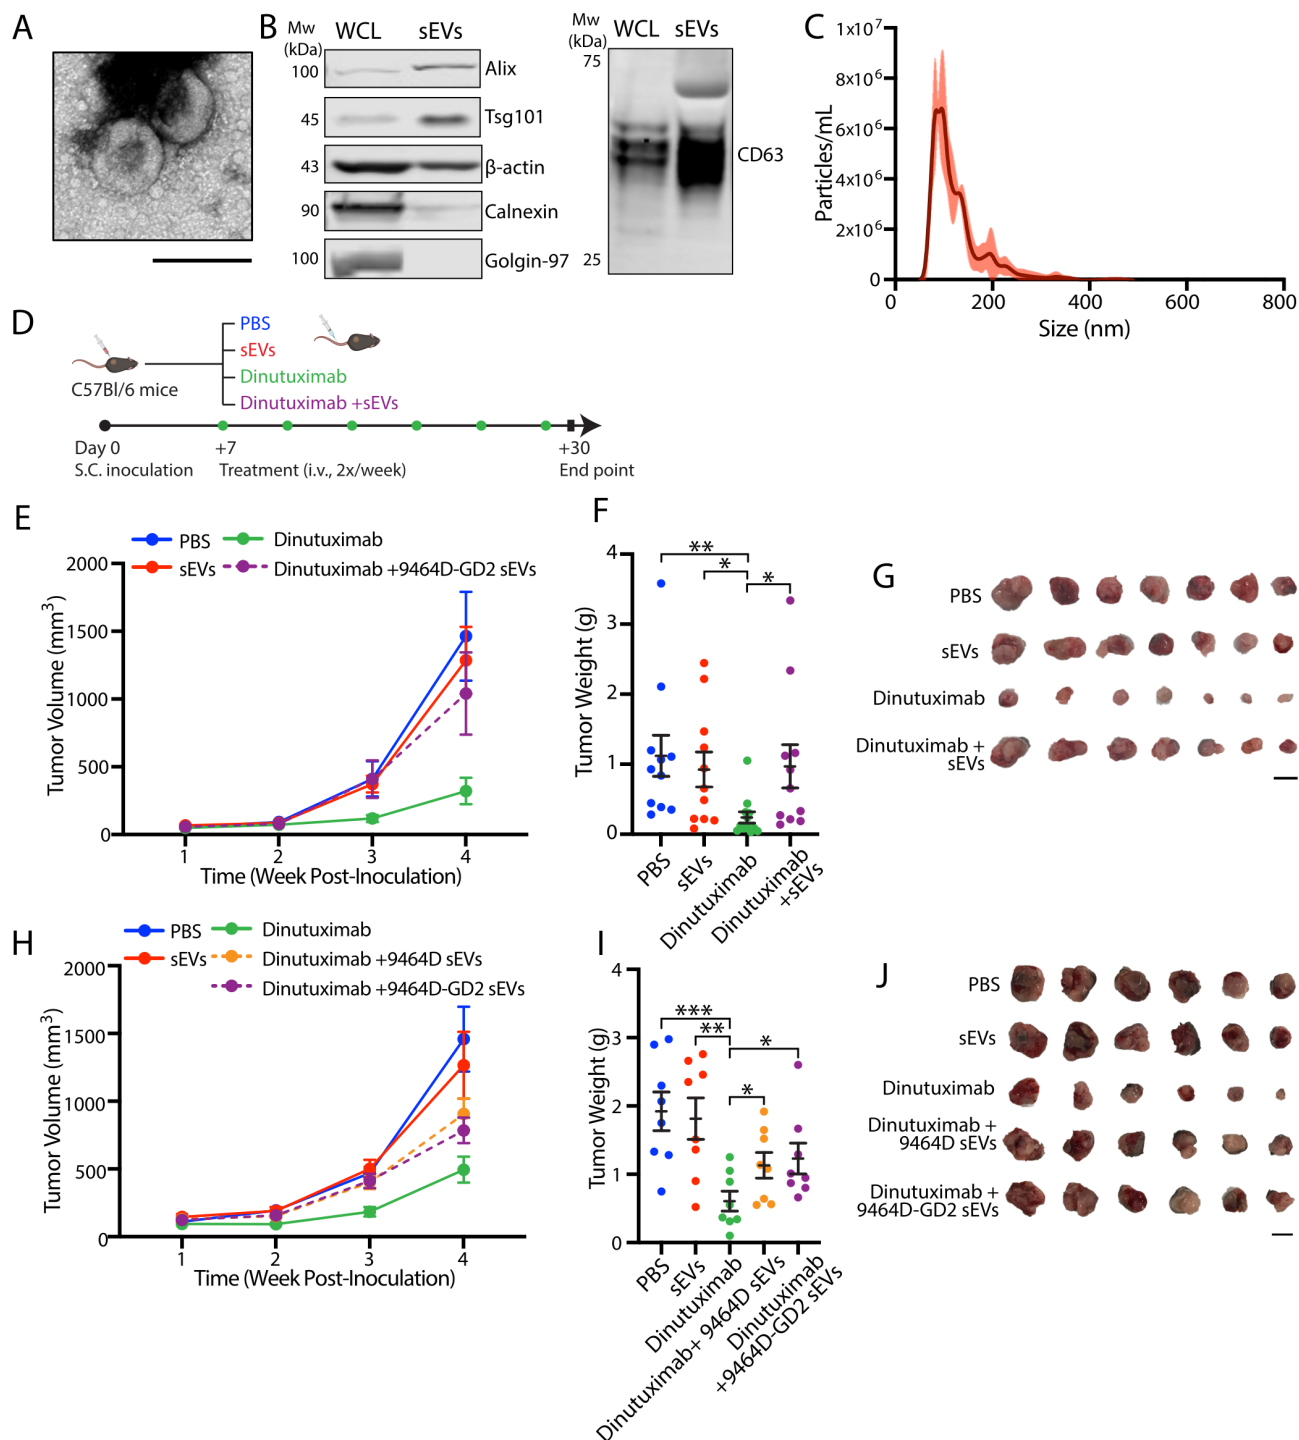 A
B
Mw
(kDa)
WCL
sEVs
100
Alix
45
Tsg101
43
β-actin
90
Calnexin
100
Golgin-97
Mw
(kDa)
WCL
sEVs
75
CD63
25
C
1x10⁷
8x10⁶
6x10⁶
4x10⁶
2x10⁶
0
Particles/mL
0
200
400
600
800
Size (nm)
D
C57Bl/6 mice
PBS
sEVs
Dinutuximab
Dinutuximab +sEVs
Day 0
S.C. inoculation
+7
Treatment (i.v., 2x/week)
+30
End point
E
PBS
Dinutuximab
sEVs
Dinutuximab +9464D-GD2 sEVs
2000
1500
1000
500
0
Tumor Volume (mm³)
1
2
3
4
Time (Week Post-Inoculation)
F
4
3
2
1
0
Tumor Weight (g)
**
*
*
PBS
sEVs
Dinutuximab
Dinutuximab
+sEVs
G
PBS
sEVs
Dinutuximab
Dinutuximab +
sEVs
H
PBS
Dinutuximab
sEVs
Dinutuximab +9464D sEVs
Dinutuximab +9464D-GD2 sEVs
2000
1500
1000
500
0
Tumor Volume (mm³)
1
2
3
4
Time (Week Post-Inoculation)
I
4
3
2
1
0
Tumor Weight (g)
***
**
*
*
PBS
sEVs
Dinutuximab
Dinutuximab+ 9464D sEVs
Dinutuximab
+9464D-GD2 sEVs
J
PBS
sEVs
Dinutuximab
Dinutuximab +
9464D sEVs
Dinutuximab +
9464D-GD2 sEVs